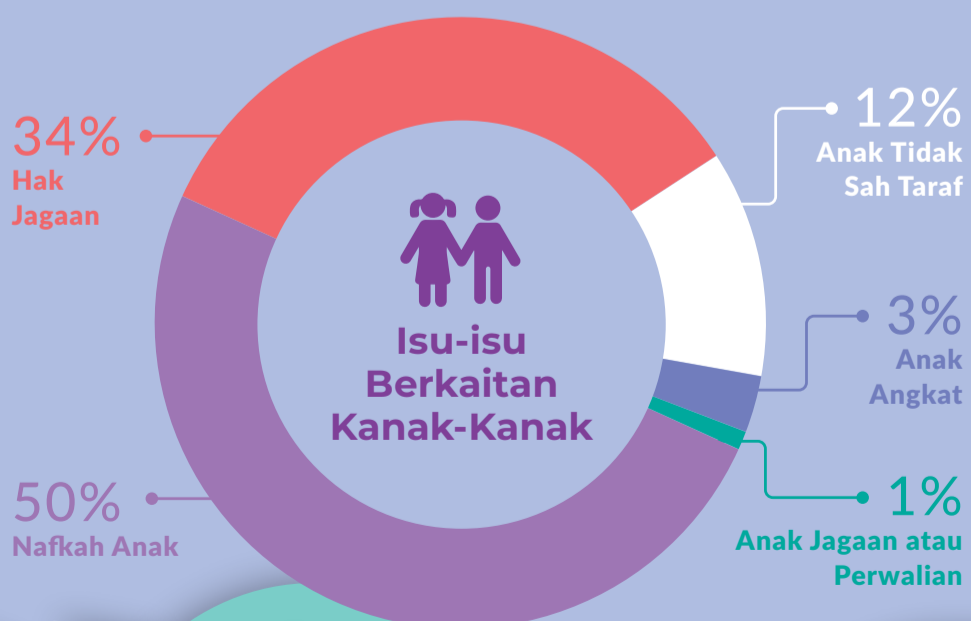 34%
Hak
Jagaan
50%
Nafkah Anak
Isu-isu
Berkaitan
Kanak-Kanak
12%
Anak Tidak
Sah Taraf
3%
Anak
Angkat
1%
Anak Jagaan atau
Perwalian